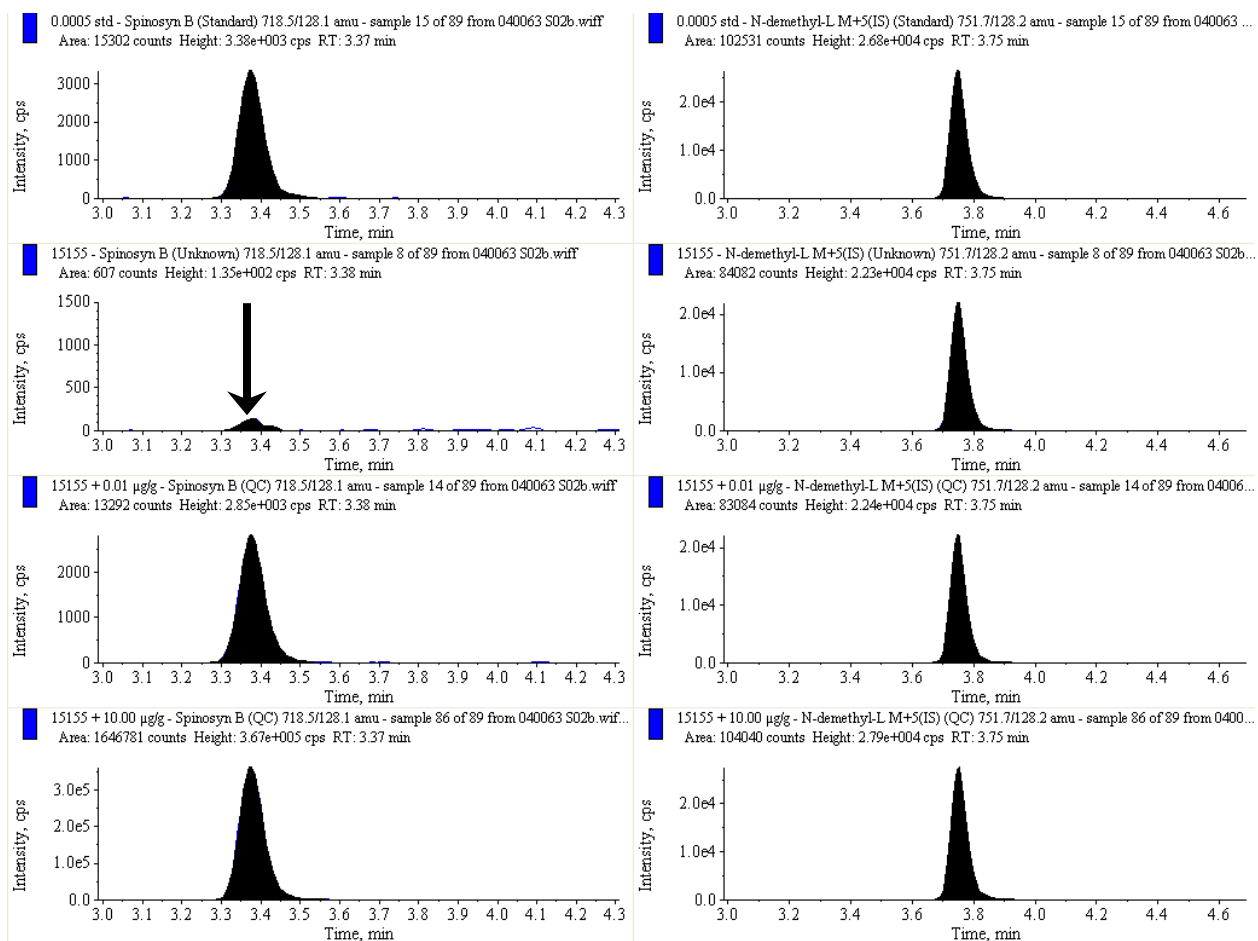 0.0005 std - Spinosyn B (Standard) 718.5/128.1 amu - sample 15 of 89 from 040063 S02b.wiff
Area: 15302 counts Height: 3.38e+003 cps RT: 3.37 min
Intensity, cps
3000
2000
1000
0
3.0 3.1 3.2 3.3 3.4 3.5 3.6 3.7 3.8 3.9 4.0 4.1 4.2 4.3
Time, min
0.0005 std - N-demethyl-L M+5(IS) (Standard) 751.7/128.2 amu - sample 15 of 89 from 040063 ...
Area: 102531 counts Height: 2.68e+004 cps RT: 3.75 min
Intensity, cps
2.0e4
1.0e4
0.0
3.0 3.2 3.4 3.6 3.8 4.0 4.2 4.4 4.6
Time, min
15155 - Spinosyn B (Unknown) 718.5/128.1 amu - sample 8 of 89 from 040063 S02b.wiff
Area: 607 counts Height: 1.35e+002 cps RT: 3.38 min
Intensity, cps
1500
1000
500
0
3.0 3.1 3.2 3.3 3.4 3.5 3.6 3.7 3.8 3.9 4.0 4.1 4.2 4.3
Time, min
15155 - N-demethyl-L M+5(IS) (Unknown) 751.7/128.2 amu - sample 8 of 89 from 040063 S02b...
Area: 84082 counts Height: 2.23e+004 cps RT: 3.75 min
Intensity, cps
2.0e4
1.0e4
0.0
3.0 3.2 3.4 3.6 3.8 4.0 4.2 4.4 4.6
Time, min
15155 + 0.01 µg/g - Spinosyn B (QC) 718.5/128.1 amu - sample 14 of 89 from 040063 S02b.wiff
Area: 13292 counts Height: 2.85e+003 cps RT: 3.38 min
Intensity, cps
2000
1000
0
3.0 3.1 3.2 3.3 3.4 3.5 3.6 3.7 3.8 3.9 4.0 4.1 4.2 4.3
Time, min
15155 + 0.01 µg/g - N-demethyl-L M+5(IS) (QC) 751.7/128.2 amu - sample 14 of 89 from 04006...
Area: 83084 counts Height: 2.24e+004 cps RT: 3.75 min
Intensity, cps
2.0e4
1.0e4
0.0
3.0 3.2 3.4 3.6 3.8 4.0 4.2 4.4 4.6
Time, min
15155 + 10.00 µg/g - Spinosyn B (QC) 718.5/128.1 amu - sample 86 of 89 from 040063 S02b.wif...
Area: 1646781 counts Height: 3.67e+005 cps RT: 3.37 min
Intensity, cps
3.0e5
2.0e5
1.0e5
0.0
3.0 3.1 3.2 3.3 3.4 3.5 3.6 3.7 3.8 3.9 4.0 4.1 4.2 4.3
Time, min
15155 + 10.00 µg/g - N-demethyl-L M+5(IS) (QC) 751.7/128.2 amu - sample 86 of 89 from 0400...
Area: 104040 counts Height: 2.79e+004 cps RT: 3.75 min
Intensity, cps
2.0e4
1.0e4
0.0
3.0 3.2 3.4 3.6 3.8 4.0 4.2 4.4 4.6
Time, min